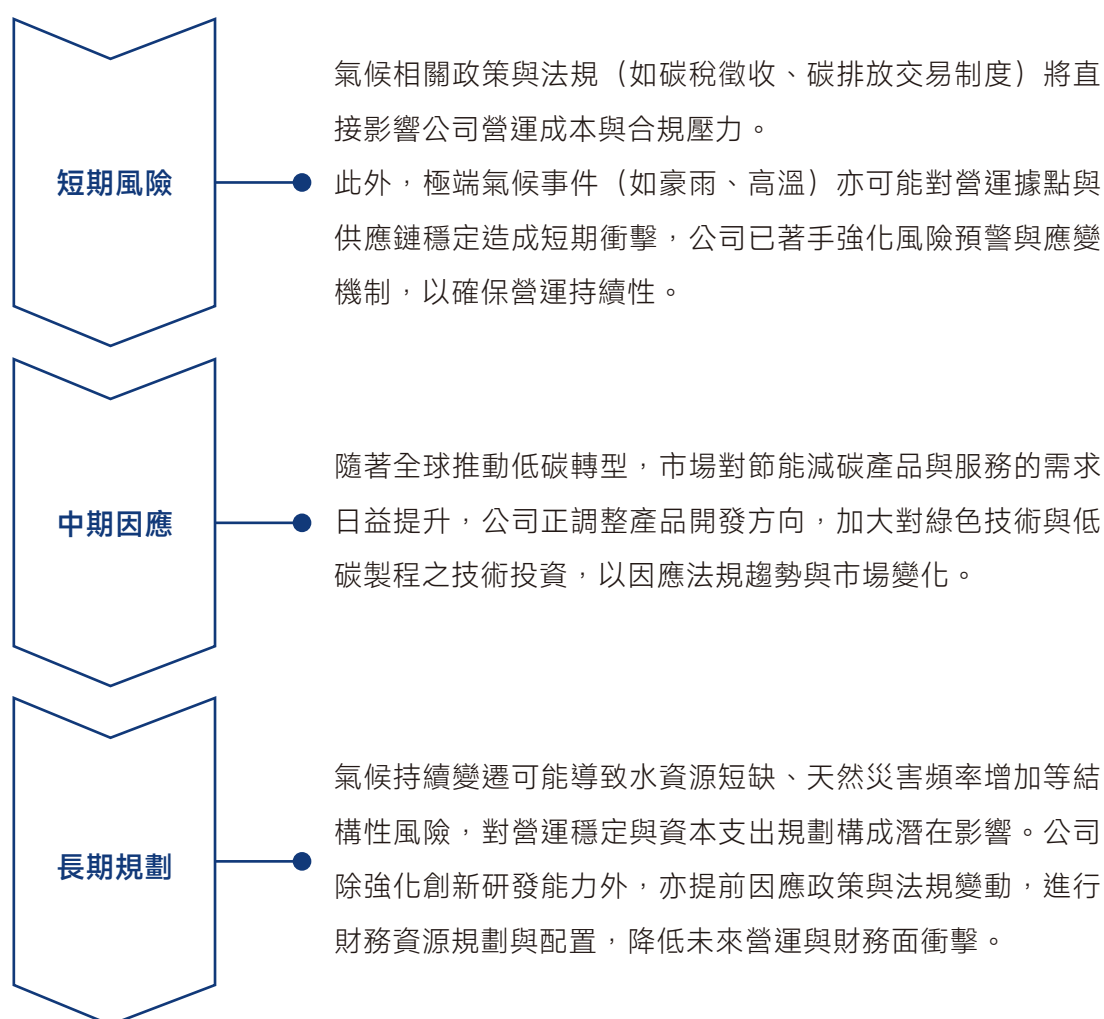 短期風險
氣候相關政策與法規（如碳稅徵收、碳排放交易制度）將直
接影響公司營運成本與合規壓力。
此外，極端氣候事件（如豪雨、高溫）亦可能對營運據點與
供應鏈穩定造成短期衝擊，公司已著手強化風險預警與應變
機制，以確保營運持續性。
中期因應
隨著全球推動低碳轉型，市場對節能減碳產品與服務的需求
日益提升，公司正調整產品開發方向，加大對綠色技術與低
碳製程之技術投資，以因應法規趨勢與市場變化。
長期規劃
氣候持續變遷可能導致水資源短缺、天然災害頻率增加等結
構性風險，對營運穩定與資本支出規劃構成潛在影響。公司
除強化創新研發能力外，亦提前因應政策與法規變動，進行
財務資源規劃與配置，降低未來營運與財務面衝擊。